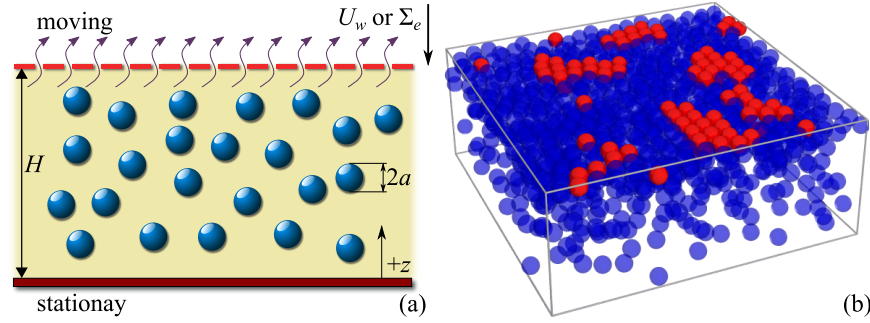 moving
U_w or Σ_e
H
2a
+z
stationay
(a)
(b)